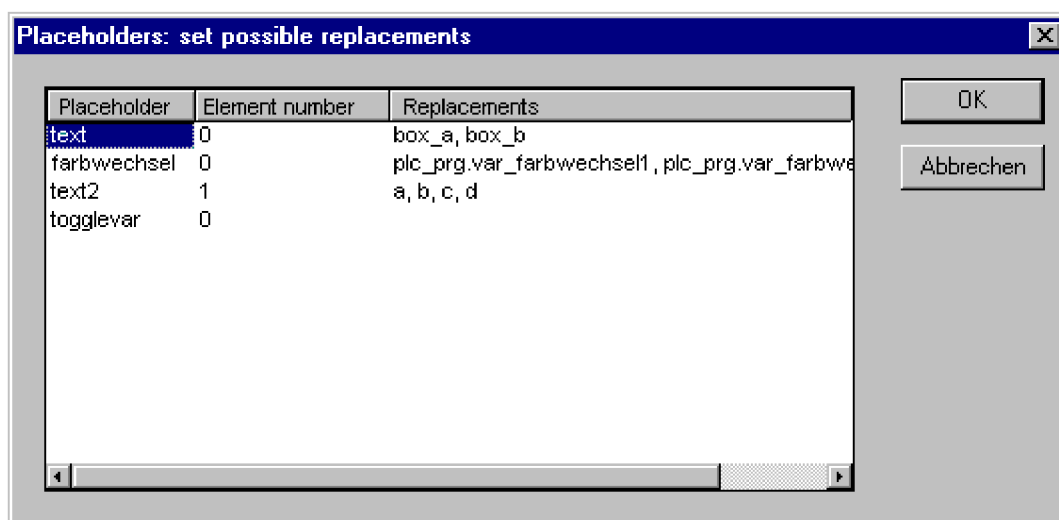 Placeholders: set possible replacements
Placeholder Element number Replacements
text 0 box_a, box_b
farbwechsel 0 plc_prg.var_farbwechsel1, plc_prg.var_farbwe
text2 1 a, b, c, d
togglevar 0
OK
Abbrechen